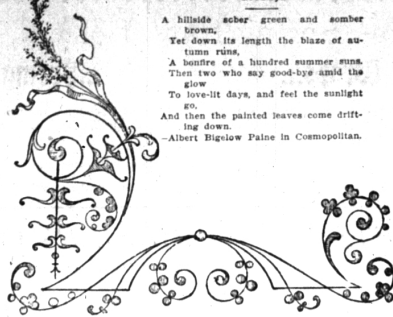 A hillside sober green and somber
brown,
Yet down its length the blaze of au-
tumn runs,
A bonfire of a hundred summer suns.
Then two who say good-bye amid the
glow
To love-lit days, and feel the sunlight
go,
And then the painted leaves come drift-
ing down.
—Albert Bigelow Paine in Cosmopolitan.